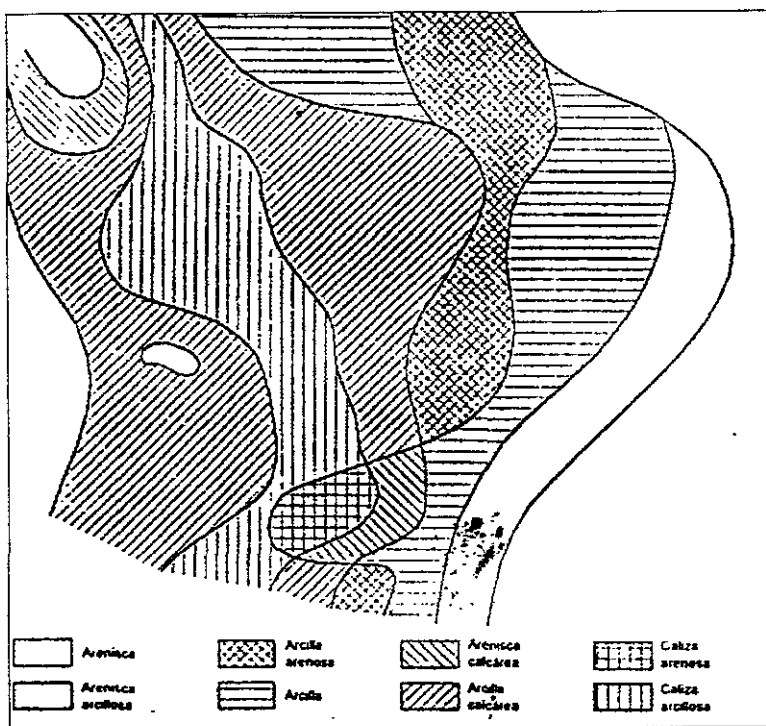 Arenisca
Arcilla
arenosa
Arenisca
calcárea
Caliza
arenosa
Arenisca
arcillosa
Arcilla
Arcilla
calcárea
Caliza
arcillosa